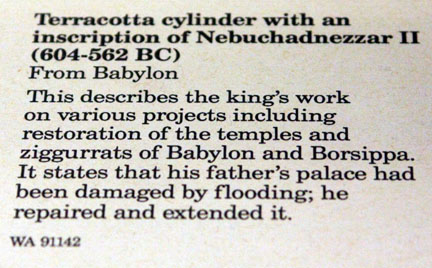 Terracotta cylinder with an
inscription of Nebuchadnezzar II
(604-562 BC)
From Babylon
This describes the king's work
on various projects including
restoration of the temples and
ziggurrats of Babylon and Borsippa.
It states that his father's palace had
been damaged by flooding; he
repaired and extended it.
WA 91142